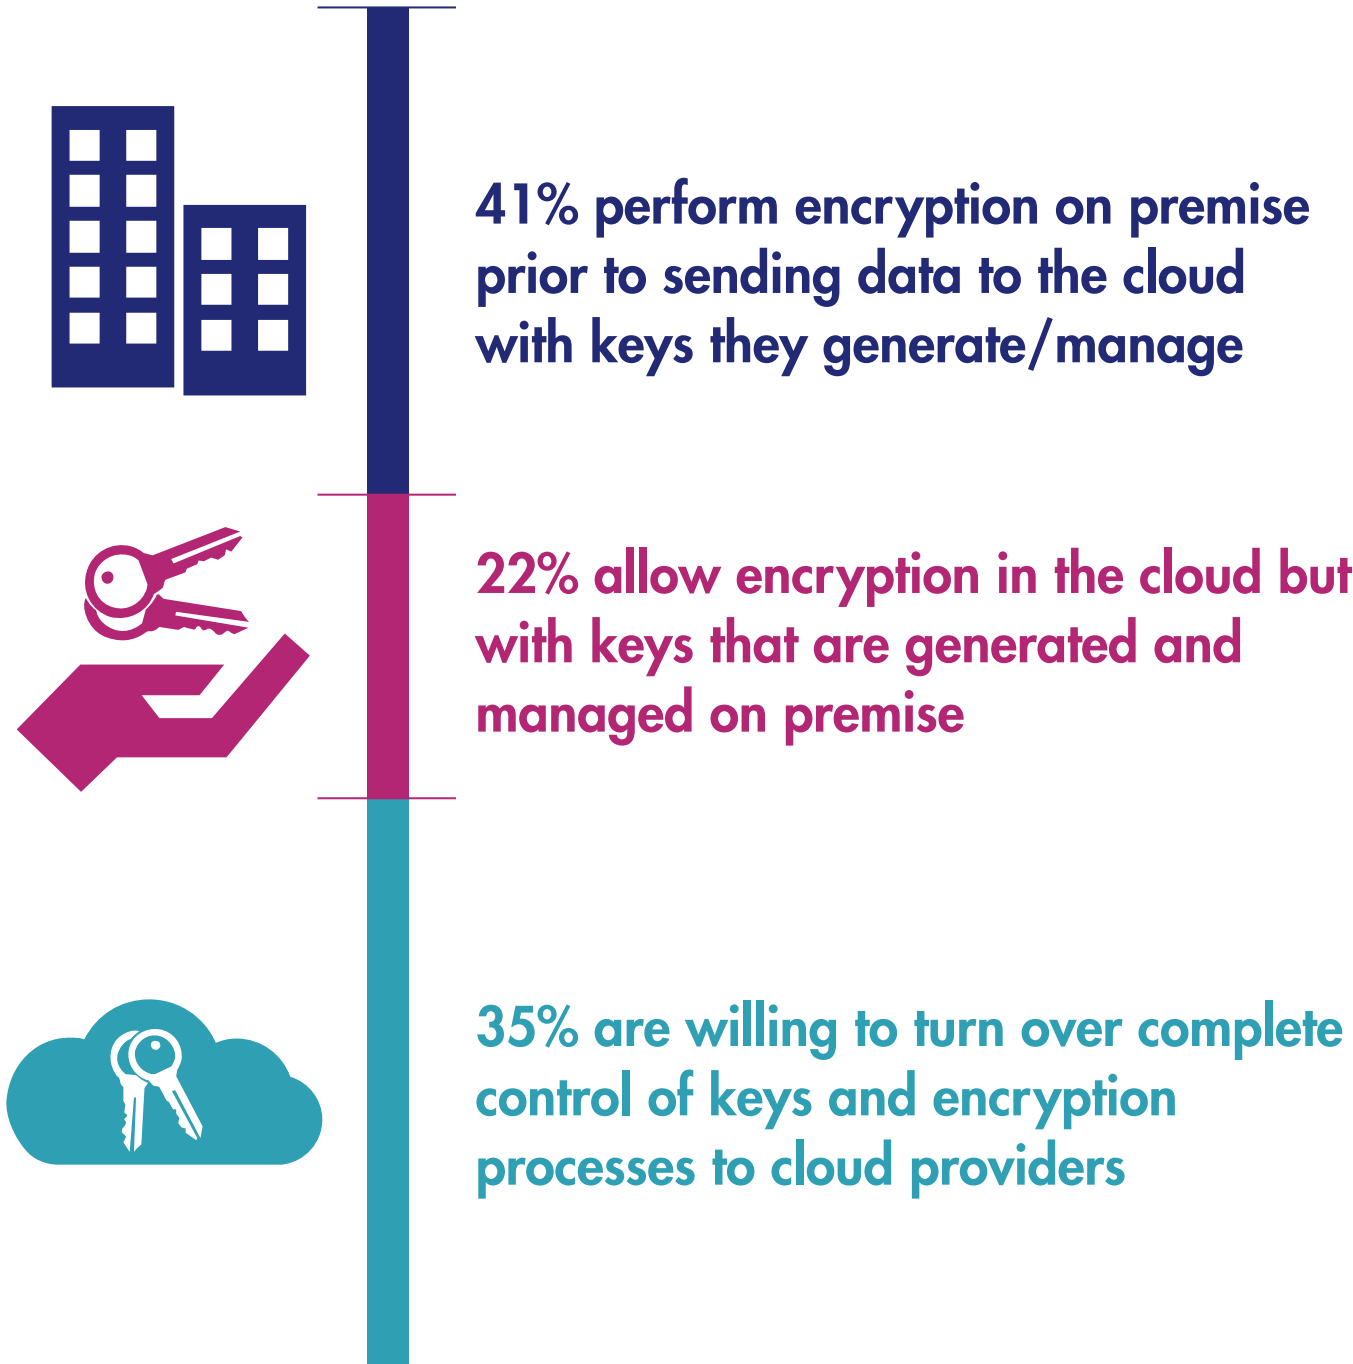 41% perform encryption on premise
prior to sending data to the cloud
with keys they generate/manage
22% allow encryption in the cloud but
with keys that are generated and
managed on premise
35% are willing to turn over complete
control of keys and encryption
processes to cloud providers